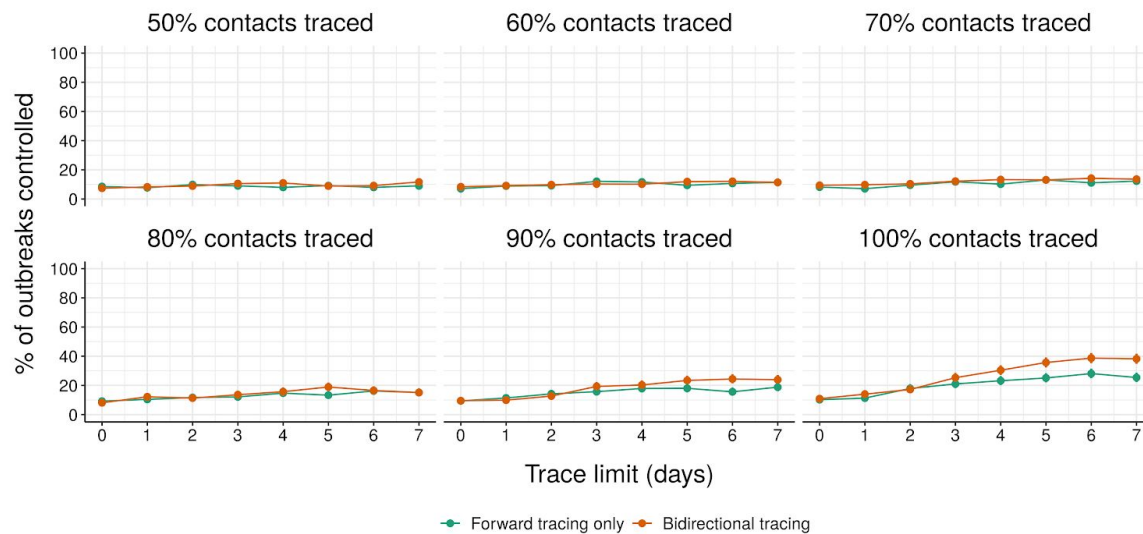 50% contacts traced
60% contacts traced
70% contacts traced
100
80
60
40
20
0
% of outbreaks controlled
80% contacts traced
90% contacts traced
100% contacts traced
100
80
60
40
20
0
0 1 2 3 4 5 6 7
0 1 2 3 4 5 6 7
0 1 2 3 4 5 6 7
Trace limit (days)
Forward tracing only
Bidirectional tracing